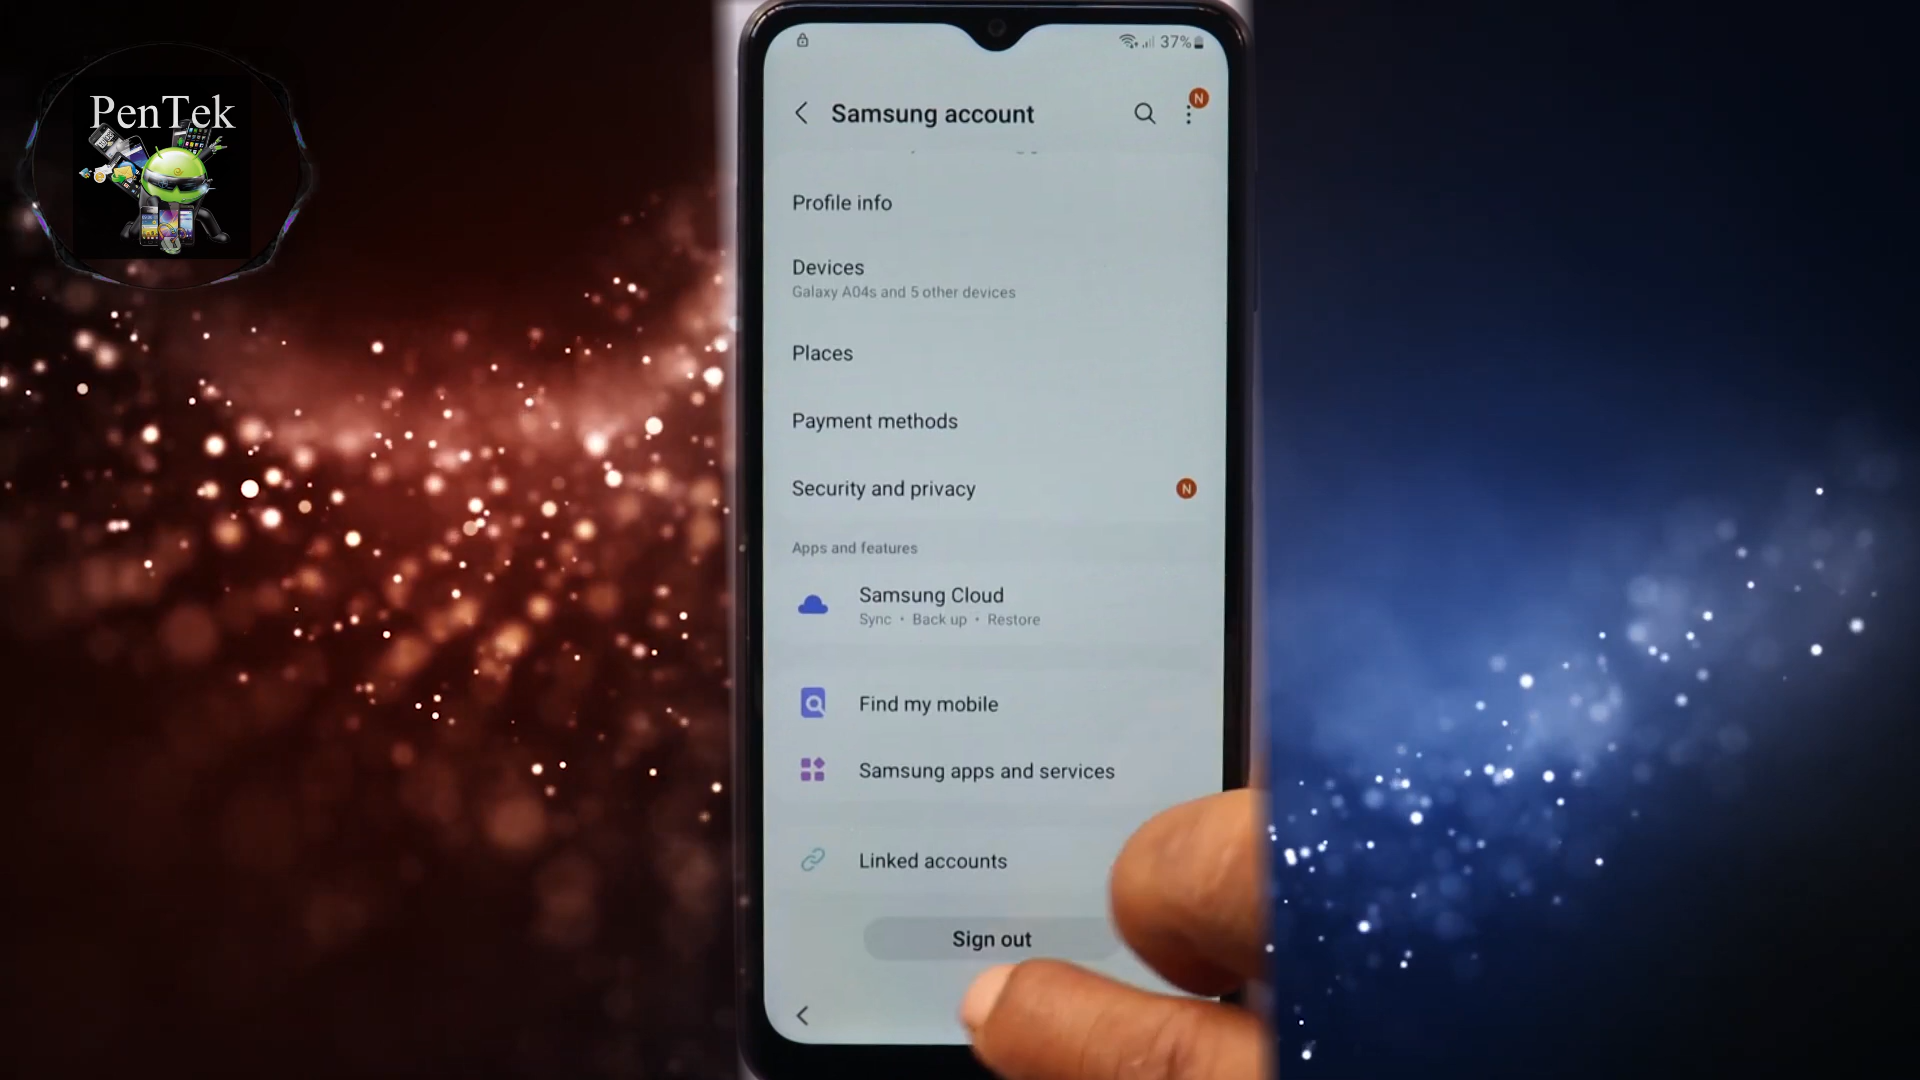 PenTek
37%
Samsung account
N
Profile info
Devices
Galaxy A04s and 5 other devices
Places
Payment methods
Security and privacy
N
Apps and features
Samsung Cloud
Sync • Back up • Restore
Find my mobile
Samsung apps and services
Linked accounts
Sign out